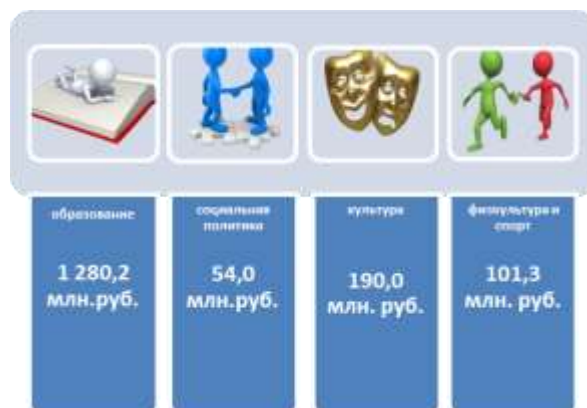 образование
1 280,2
млн.руб.
социальная
политика
54,0
млн.руб.
культура
190,0
млн. руб.
физкультура и
спорт
101,3
млн. руб.